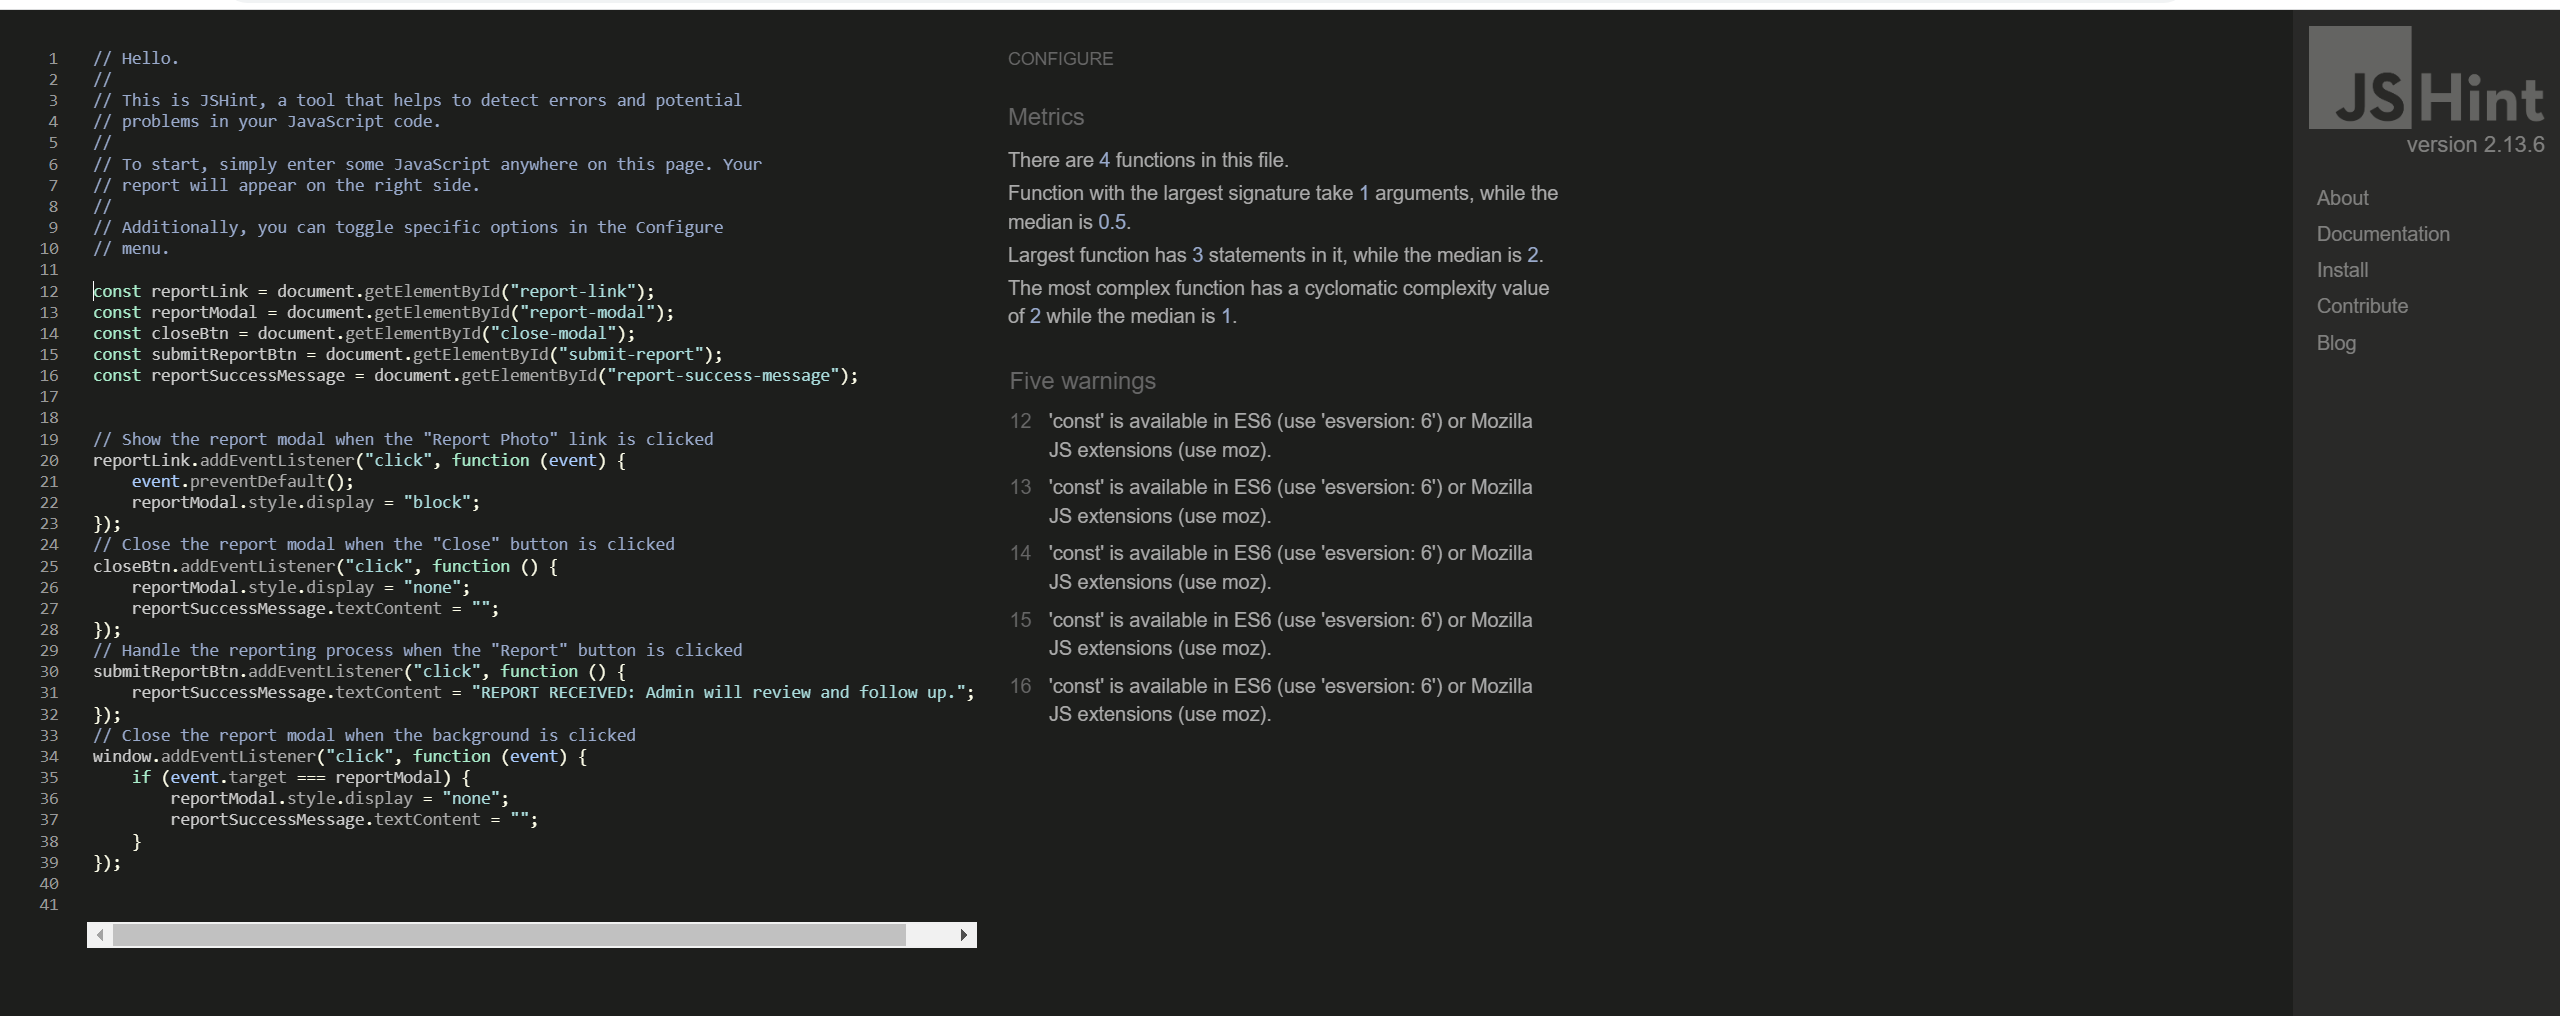 1 // Hello.
2 //
3 // This is JSHint, a tool that helps to detect errors and potential
4 // problems in your JavaScript code.
5 //
6 // To start, simply enter some JavaScript anywhere on this page. Your
7 // report will appear on the right side.
8 //
9 // Additionally, you can toggle specific options in the Configure
10 // menu.
11
12 const reportLink = document.getElementById("report-link");
13 const reportModal = document.getElementById("report-modal");
14 const closeBtn = document.getElementById("close-modal");
15 const submitReportBtn = document.getElementById("submit-report");
16 const reportSuccessMessage = document.getElementById("report-success-message");
17
18
19 // Show the report modal when the "Report Photo" link is clicked
20 reportLink.addEventListener("click", function (event) {
21     event.preventDefault();
22     reportModal.style.display = "block";
23 });
24 // Close the report modal when the "Close" button is clicked
25 closeBtn.addEventListener("click", function () {
26     reportModal.style.display = "none";
27     reportSuccessMessage.textContent = "";
28 });
29 // Handle the reporting process when the "Report" button is clicked
30 submitReportBtn.addEventListener("click", function () {
31     reportSuccessMessage.textContent = "REPORT RECEIVED: Admin will review and follow up.";
32 });
33 // Close the report modal when the background is clicked
34 window.addEventListener("click", function (event) {
35     if (event.target === reportModal) {
36         reportModal.style.display = "none";
37         reportSuccessMessage.textContent = "";
38     }
39 });
40
41
CONFIGURE
Metrics
There are 4 functions in this file.
Function with the largest signature take 1 arguments, while the
median is 0.5.
Largest function has 3 statements in it, while the median is 2.
The most complex function has a cyclomatic complexity value
of 2 while the median is 1.
Five warnings
12 'const' is available in ES6 (use 'esversion: 6') or Mozilla
JS extensions (use moz).
13 'const' is available in ES6 (use 'esversion: 6') or Mozilla
JS extensions (use moz).
14 'const' is available in ES6 (use 'esversion: 6') or Mozilla
JS extensions (use moz).
15 'const' is available in ES6 (use 'esversion: 6') or Mozilla
JS extensions (use moz).
16 'const' is available in ES6 (use 'esversion: 6') or Mozilla
JS extensions (use moz).
JSHint
version 2.13.6
About
Documentation
Install
Contribute
Blog